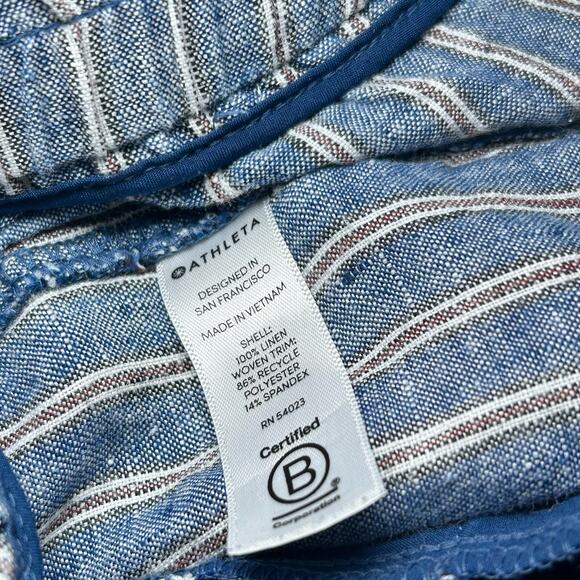 ATHLETA
DESIGNED IN
SAN FRANCISCO
MADE IN VIETNAM
SHELL:
100% LINEN
WOVEN TRIM:
86% RECYCLE
POLYESTER
14% SPANDEX
RN 54023
Certified
B
®
Corporation